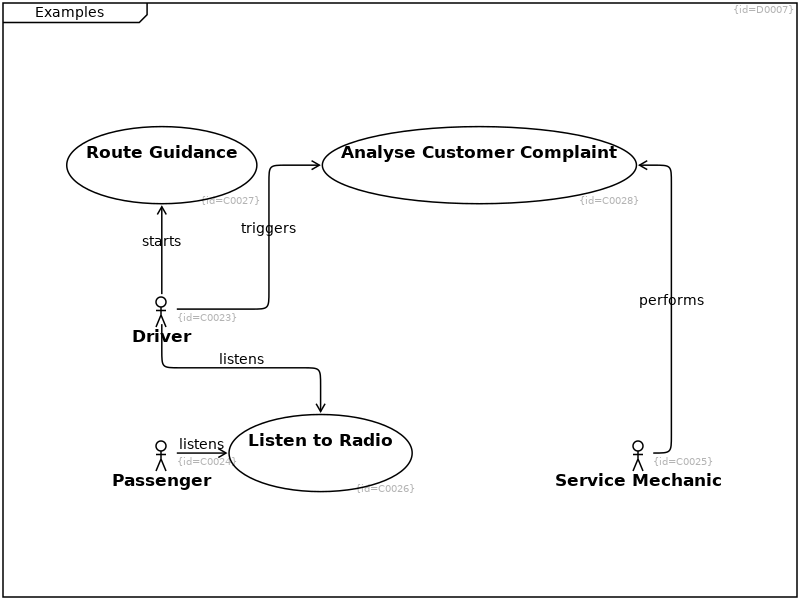 Examples
{id=D0007}
Route Guidance
{id=C0027}
Analyse Customer Complaint
{id=C0028}
starts
triggers
performs
{id=C0023}
Driver
listens
Listen to Radio
{id=C0026}
listens
{id=C0024}
Passenger
{id=C0025}
Service Mechanic